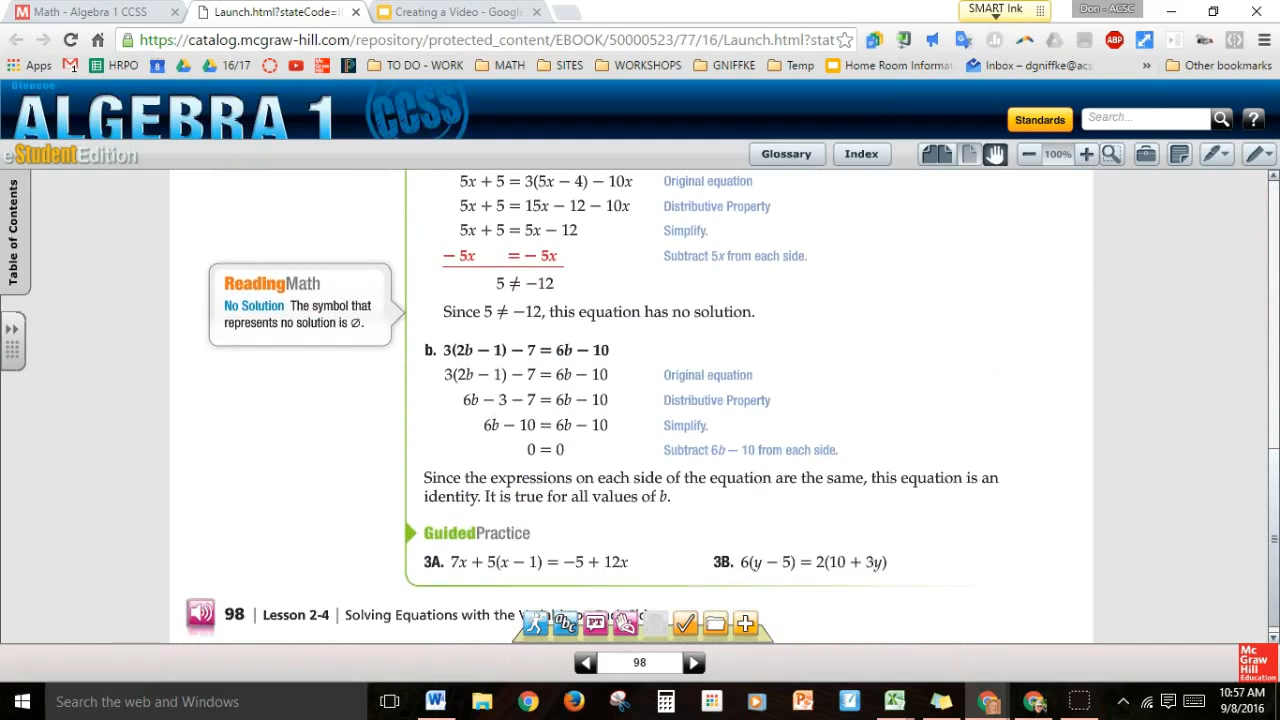 Math - Algebra 1 CCSS
Launch.html?stateCode=
Creating a Video - Google
SMART Ink
Don - ACSC
https://catalog.mcgraw-hill.com/repository/protected_content/EBOOK/50000523/77/16/Launch.html?stat
Apps HRPO 8 16/17 TO DO - WORK MATH SITES WORKSHOPS GNIFFKE Temp Home Room Informat Inbox - dgniffke@acs » Other bookmarks
Glencoe
ALGEBRA 1
CCSS
Standards
Search...
?
eStudentEdition
Glossary
Index
100%
Table of Contents
5x + 5 = 3(5x − 4) − 10x Original equation
5x + 5 = 15x − 12 − 10x Distributive Property
5x + 5 = 5x − 12 Simplify.
− 5x = − 5x Subtract 5x from each side.
5 ≠ −12
Since 5 ≠ −12, this equation has no solution.
ReadingMath
No Solution The symbol that
represents no solution is ∅.
b. 3(2b − 1) − 7 = 6b − 10
3(2b − 1) − 7 = 6b − 10 Original equation
6b − 3 − 7 = 6b − 10 Distributive Property
6b − 10 = 6b − 10 Simplify.
0 = 0 Subtract 6b — 10 from each side.
Since the expressions on each side of the equation are the same, this equation is an
identity. It is true for all values of b.
GuidedPractice
3A. 7x + 5(x − 1) = −5 + 12x 3B. 6(y − 5) = 2(10 + 3y)
98 | Lesson 2-4 | Solving Equations with the
abc
PT
98
Mc
Graw
Hill
Education
Search the web and Windows
10:57 AM
9/8/2016